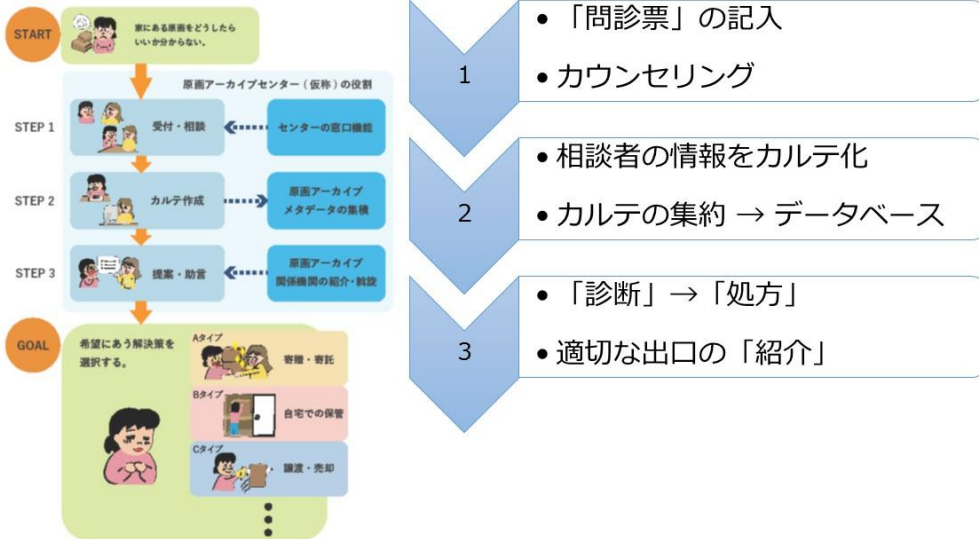 START
家にある原画をどうしたら
いいか分からない。
原画アーカイブセンター(仮称)の役割
STEP 1
受付・相談
センターの窓口機能
STEP 2
カルテ作成
原画アーカイブ
メタデータの集積
STEP 3
提案・助言
原画アーカイブ
関係機関の紹介・斡旋
GOAL
希望にあう解決策を
選択する。
Aタイプ
寄贈・寄託
Bタイプ
自宅での保管
Cタイプ
譲渡・売却
1
• 「問診票」の記入
• カウンセリング
2
• 相談者の情報をカルテ化
• カルテの集約 → データベース
3
• 「診断」→「処方」
• 適切な出口の「紹介」